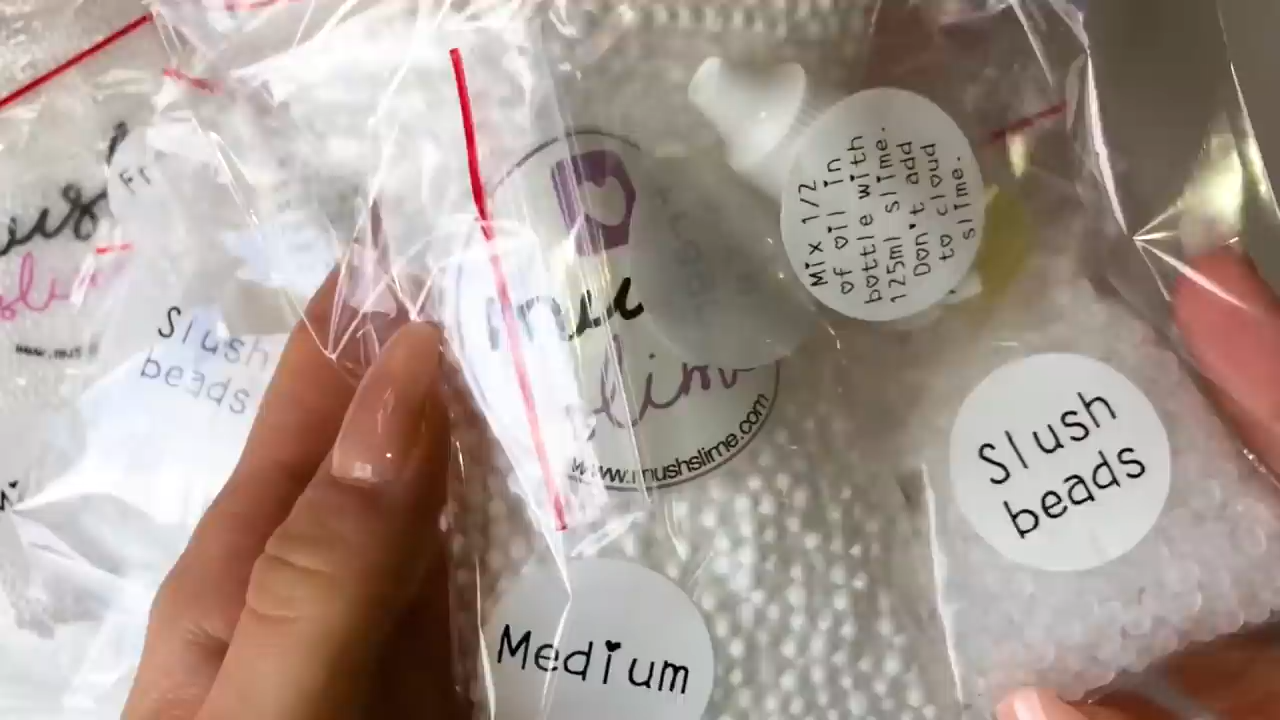 Fr
Slush
beads
www.mushslime.com
Mix 1/2
of oil in
bottle with
125ml slime.
Don't add
to cloud
slime.
Slush
beads
Medium